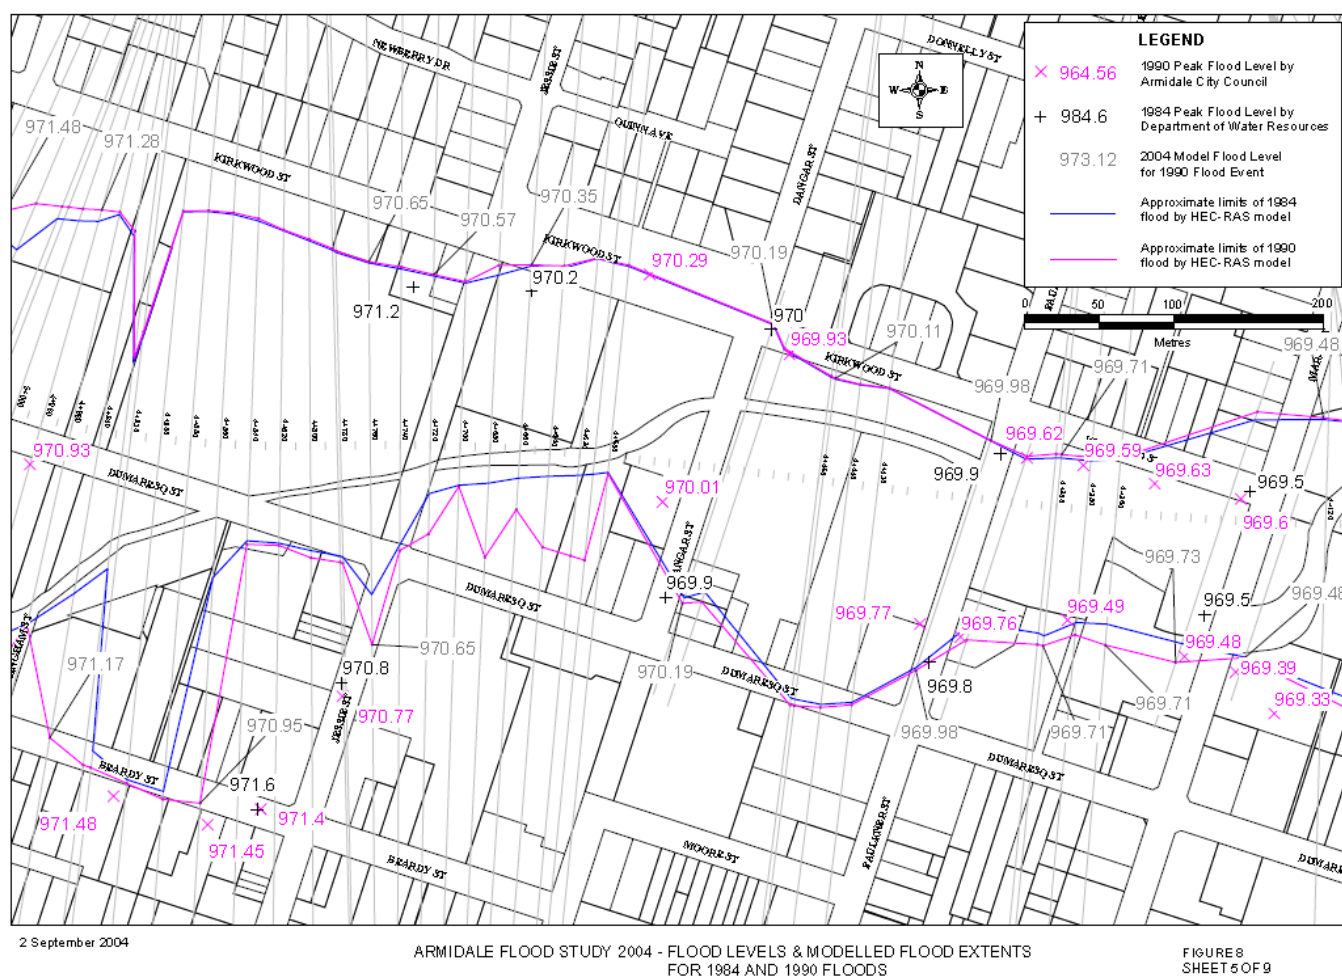 LEGEND
964.56
1990 Peak Flood Level by
Armidale City Council
984.6
1984 Peak Flood Level by
Department of Water Resources
973.12
2004 Model Flood Level
for 1990 Flood Event
Approximate limits of 1984
flood by HEC-RAS model
Approximate limits of 1990
flood by HEC-RAS model
0 50 100 200
Metres
N
W E
S
NEWBERRY DR
JESSIE ST
DONNELLY ST
QUINN AVE
DANGAR ST
971.48
971.28
KIRKWOOD ST
970.65
970.57
970.35
KIRKWOOD ST
970.29
970.19
971.2
970.2
970
969.93
970.11
KIRKWOOD ST
969.98
969.71
969.48
970.93
DUMARESQ ST
970.01
969.9
969.62
969.59
969.63
969.5
969.6
969.9
DUMARESQ ST
969.77
969.76
969.49
969.73
969.5
969.48
969.48
969.39
969.33
971.17
970.8
970.65
970.77
JESSIE ST
970.95
970.19
DUMARESQ ST
969.8
969.98
969.71
969.71
DUMARESQ ST
BEARDY ST
971.6
971.4
971.48
971.45
BEARDY ST
MOORE ST
PAULINE ST
2 September 2004
ARMIDALE FLOOD STUDY 2004 - FLOOD LEVELS & MODELLED FLOOD EXTENTS
FOR 1984 AND 1990 FLOODS
FIGURE 8
SHEET 5 OF 9